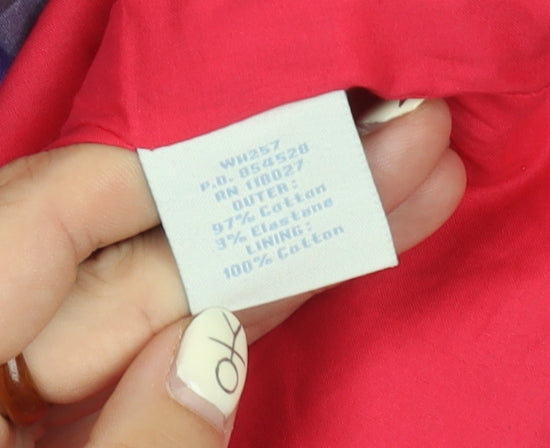 WH257
P.O. 854528
RN 118027
OUTER:
97% Cotton
3% Elastane
LINING:
100% Cotton